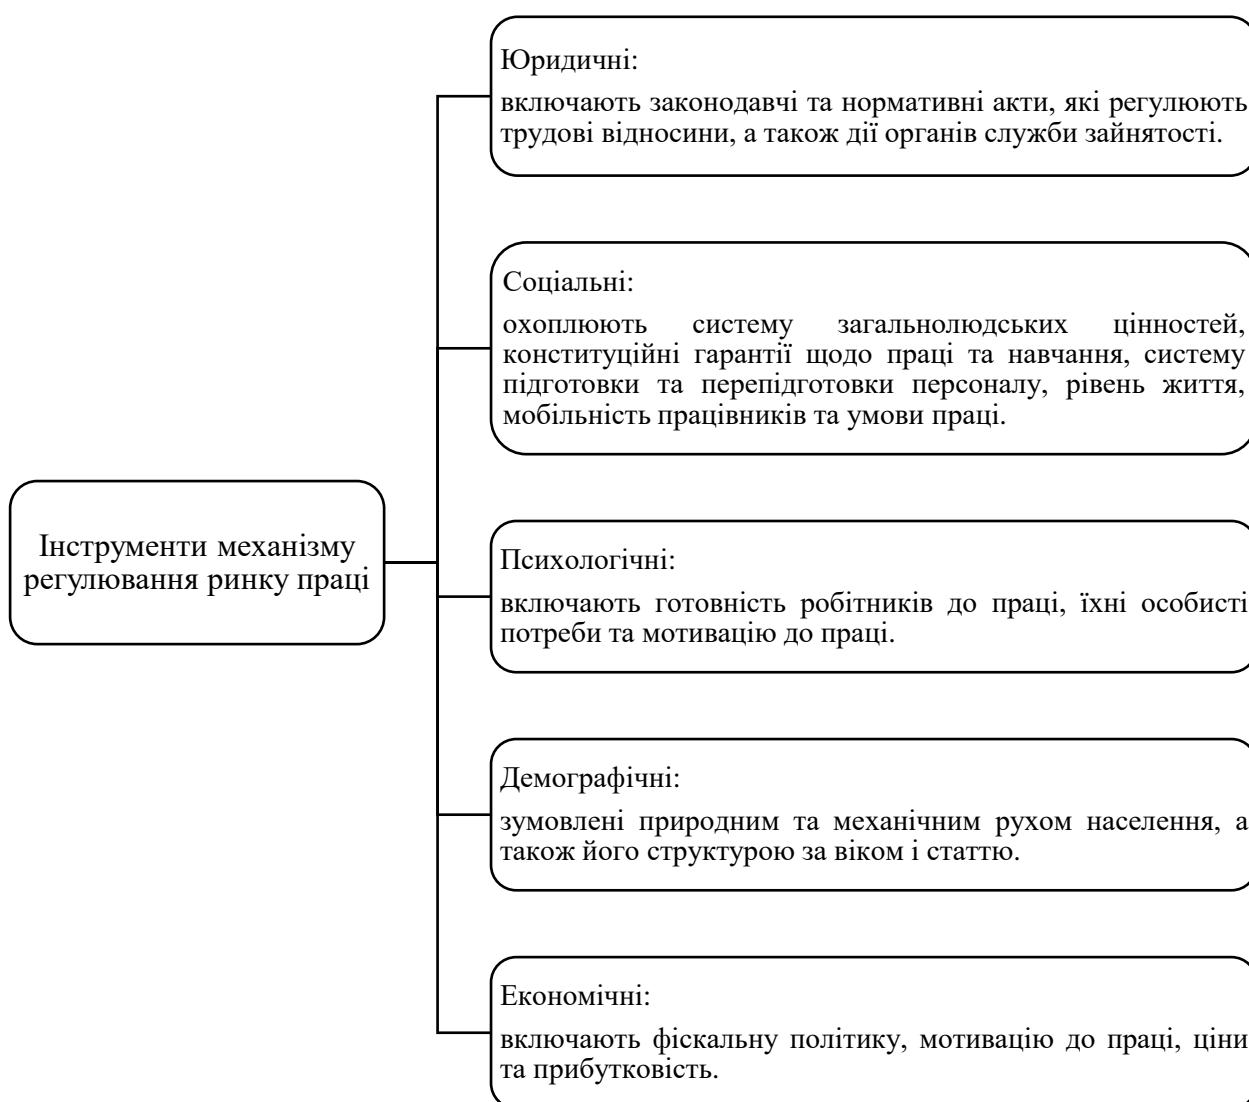 Юридичні:
включають законодавчі та нормативні акти, які регулюють
трудові відносини, а також дії органів служби зайнятості.
Соціальні:
охоплюють систему загальнолюдських цінностей,
конституційні гарантії щодо праці та навчання, систему
підготовки та перепідготовки персоналу, рівень життя,
мобільність працівників та умови праці.
Інструменти механізму
регулювання ринку праці
Психологічні:
включають готовність робітників до праці, їхні особисті
потреби та мотивацію до праці.
Демографічні:
зумовлені природним та механічним рухом населення, а
також його структурою за віком і статтю.
Економічні:
включають фіскальну політику, мотивацію до праці, ціни
та прибутковість.